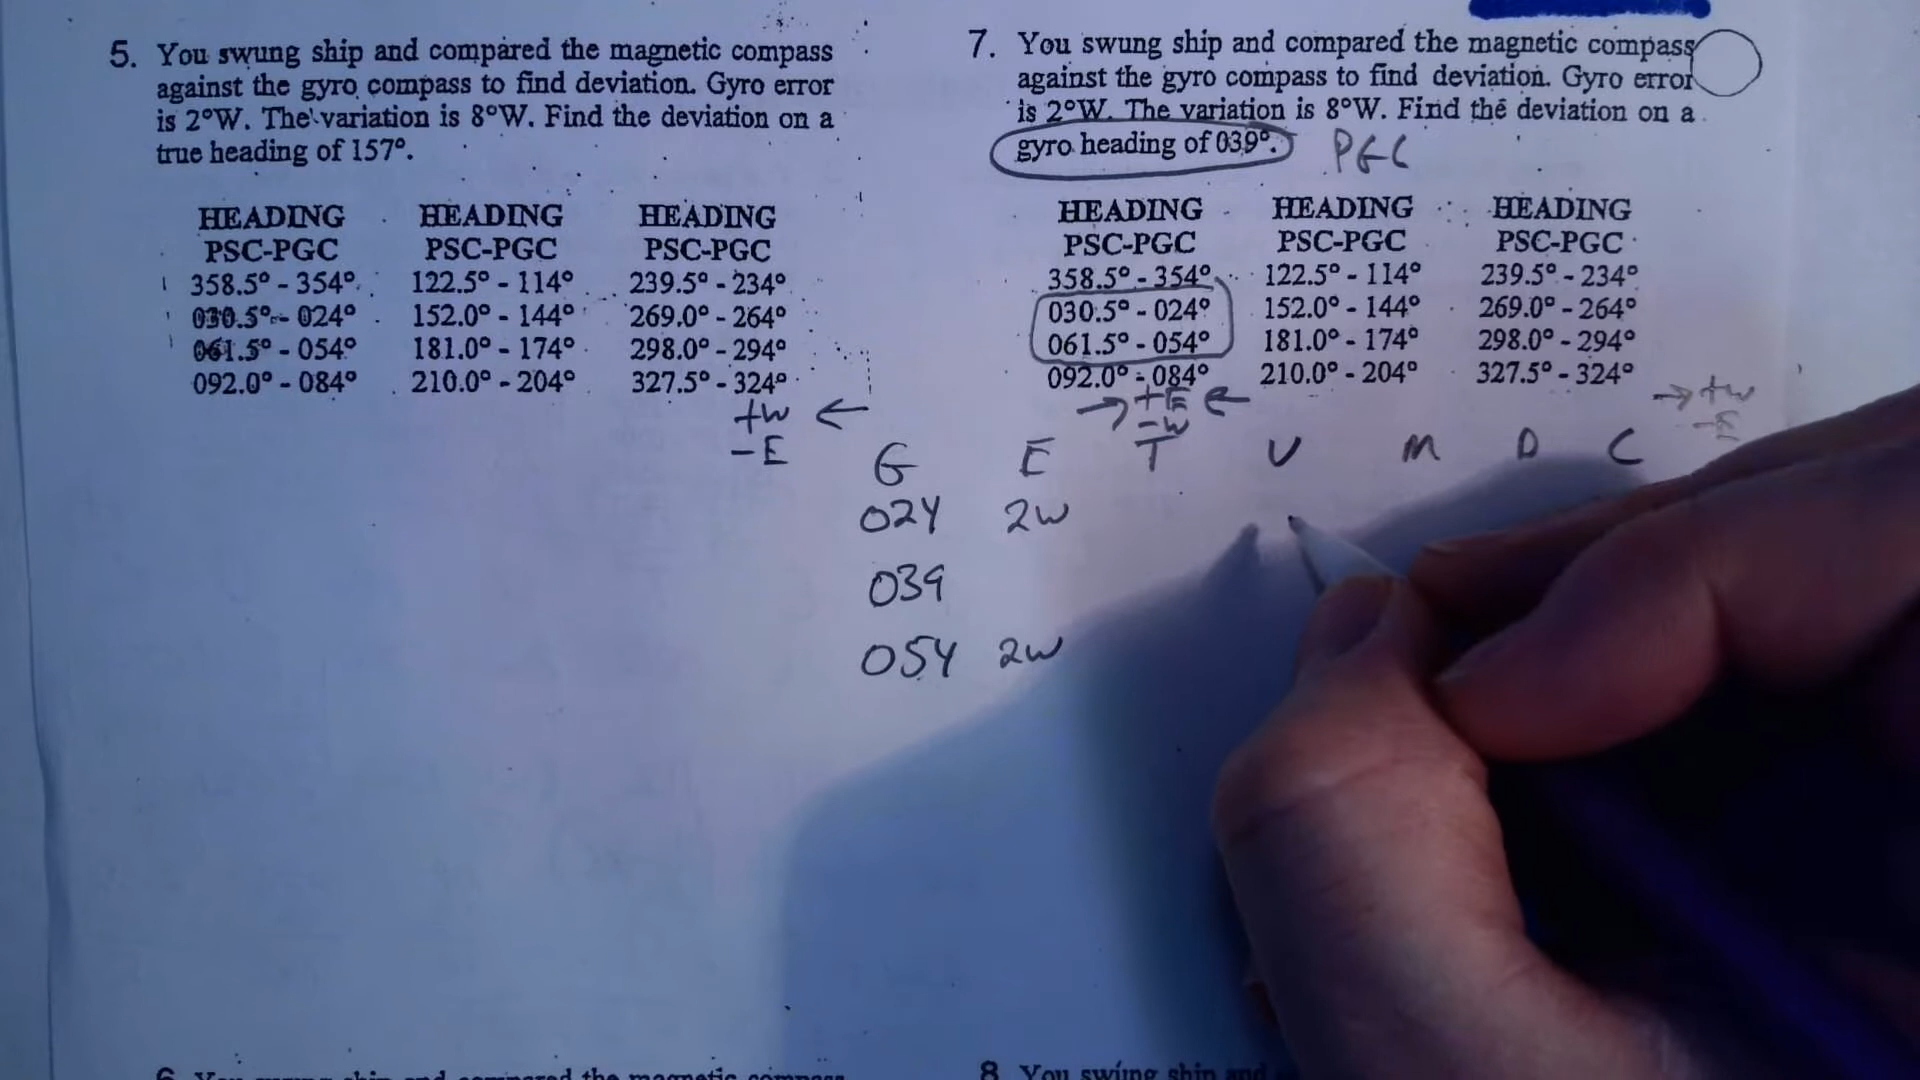 5. You swung ship and compared the magnetic compass
against the gyro compass to find deviation. Gyro error
is 2°W. The variation is 8°W. Find the deviation on a
true heading of 157°.
HEADING HEADING HEADING
PSC-PGC PSC-PGC PSC-PGC
358.5° - 354° 122.5° - 114° 239.5° - 234°
030.5° - 024° 152.0° - 144° 269.0° - 264°
061.5° - 054° 181.0° - 174° 298.0° - 294°
092.0° - 084° 210.0° - 204° 327.5° - 324°
7. You swung ship and compared the magnetic compass
against the gyro compass to find deviation. Gyro error
is 2°W. The variation is 8°W. Find the deviation on a
gyro heading of 039°. PGC
HEADING HEADING HEADING
PSC-PGC PSC-PGC PSC-PGC
358.5° - 354° 122.5° - 114° 239.5° - 234°
030.5° - 024° 152.0° - 144° 269.0° - 264°
061.5° - 054° 181.0° - 174° 298.0° - 294°
092.0° - 084° 210.0° - 204° 327.5° - 324°
+W ← → +E ← → +W
-E -W -E
G E T V M D C
024 2W
039
054 2W
8. You swung ship and